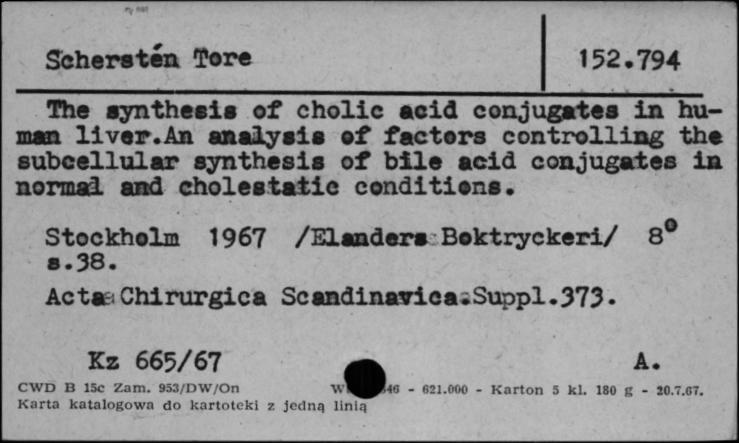 Scherstén Tore 152.794
The synthesis of cholic acid conjugates in hu-
man liver.An analysis of factors controlling the
subcellular synthesis of bile acid conjugates in
normal and cholestatic conditions.
Stockholm 1967 /Elanders Boktryckeri/ 8°
s.38.
Acta Chirurgica Scandinavica.Suppl.373.
Kz 665/67 A.
CWD B 15c Zam. 953/DW/On 46 - 621.000 - Karton 5 kl. 180 g - 20.7.67.
Karta katalogowa do kartoteki z jedną linią